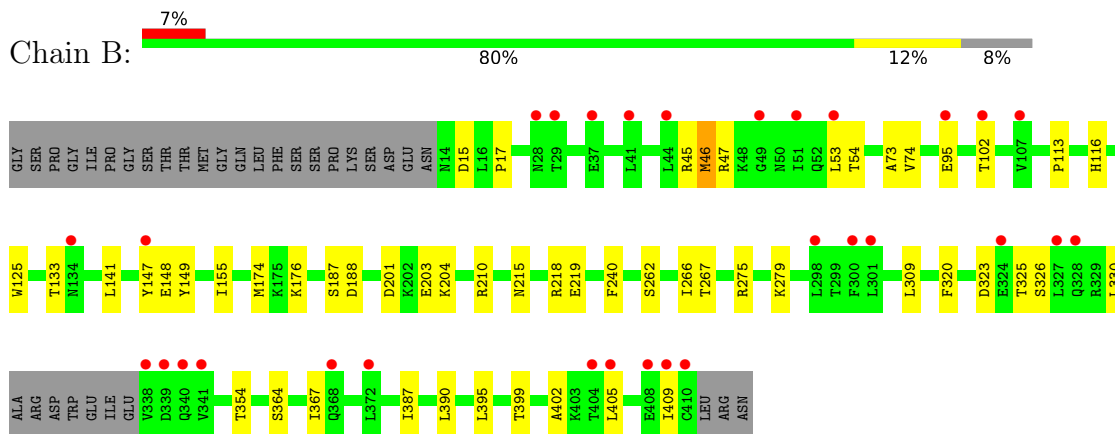 7%
Chain B:
80% 12% 8%
GLY SER PRO GLY ILE PRO GLY SER THR THR MET GLY GLN LEU PHE SER SER PRO LYS SER ASP GLU ASN N14 D15 L16 P17 N28 T29 E37 L41 L44 R45 M46 R47 K48 G49 N50 I51 Q52 L53 T54 A73 V74 E95 T102 V107 P113 H116
W125 T133 N134 L141 Y147 E148 Y149 I155 M174 K175 K176 S187 D188 D201 K202 E203 K204 R210 N215 R218 E219 F240 S262 I266 T267 R275 K279 L298 T299 F300 L301 L309 F320 D323 E324 T325 S326 L327 Q328 R329 L330
ALA ARG ASP TRP GLU ILE GLU V338 D339 Q340 V341 T354 S364 I367 Q368 L372 I387 L390 L395 T399 A402 K403 T404 L405 E408 I409 C410 LEU ARG ASN